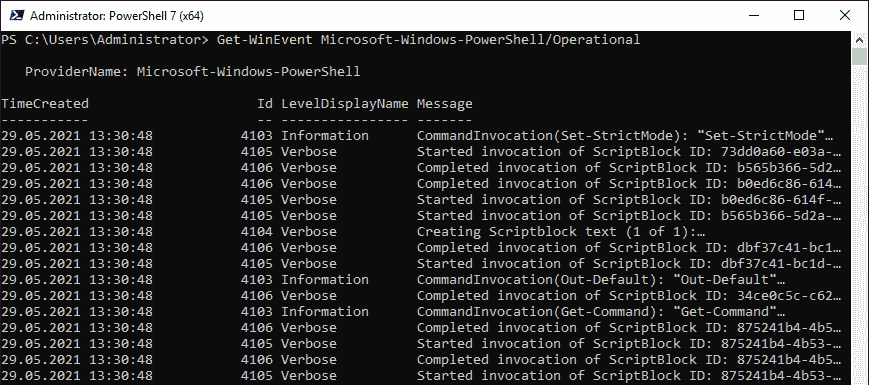 Administrator: PowerShell 7 (x64)
PS C:\Users\Administrator> Get-WinEvent Microsoft-Windows-PowerShell/Operational
ProviderName: Microsoft-Windows-PowerShell
TimeCreated Id LevelDisplayName Message
----------- -- ---------------- -------
29.05.2021 13:30:48 4103 Information CommandInvocation(Set-StrictMode): "Set-StrictMode"…
29.05.2021 13:30:48 4105 Verbose Started invocation of ScriptBlock ID: 73dd0a60-e03a-…
29.05.2021 13:30:48 4106 Verbose Completed invocation of ScriptBlock ID: b565b366-5d2…
29.05.2021 13:30:48 4106 Verbose Completed invocation of ScriptBlock ID: b0ed6c86-614…
29.05.2021 13:30:48 4105 Verbose Started invocation of ScriptBlock ID: b0ed6c86-614f-…
29.05.2021 13:30:48 4105 Verbose Started invocation of ScriptBlock ID: b565b366-5d2a-…
29.05.2021 13:30:48 4104 Verbose Creating Scriptblock text (1 of 1):…
29.05.2021 13:30:48 4106 Verbose Completed invocation of ScriptBlock ID: dbf37c41-bc1…
29.05.2021 13:30:48 4105 Verbose Started invocation of ScriptBlock ID: dbf37c41-bc1d-…
29.05.2021 13:30:48 4103 Information CommandInvocation(Out-Default): "Out-Default"…
29.05.2021 13:30:48 4106 Verbose Completed invocation of ScriptBlock ID: 34ce0c5c-c62…
29.05.2021 13:30:48 4103 Information CommandInvocation(Get-Command): "Get-Command"…
29.05.2021 13:30:48 4106 Verbose Completed invocation of ScriptBlock ID: 875241b4-4b5…
29.05.2021 13:30:48 4105 Verbose Started invocation of ScriptBlock ID: 875241b4-4b53-…
29.05.2021 13:30:48 4106 Verbose Completed invocation of ScriptBlock ID: 875241b4-4b5…
29.05.2021 13:30:48 4105 Verbose Started invocation of ScriptBlock ID: 875241b4-4b53-…